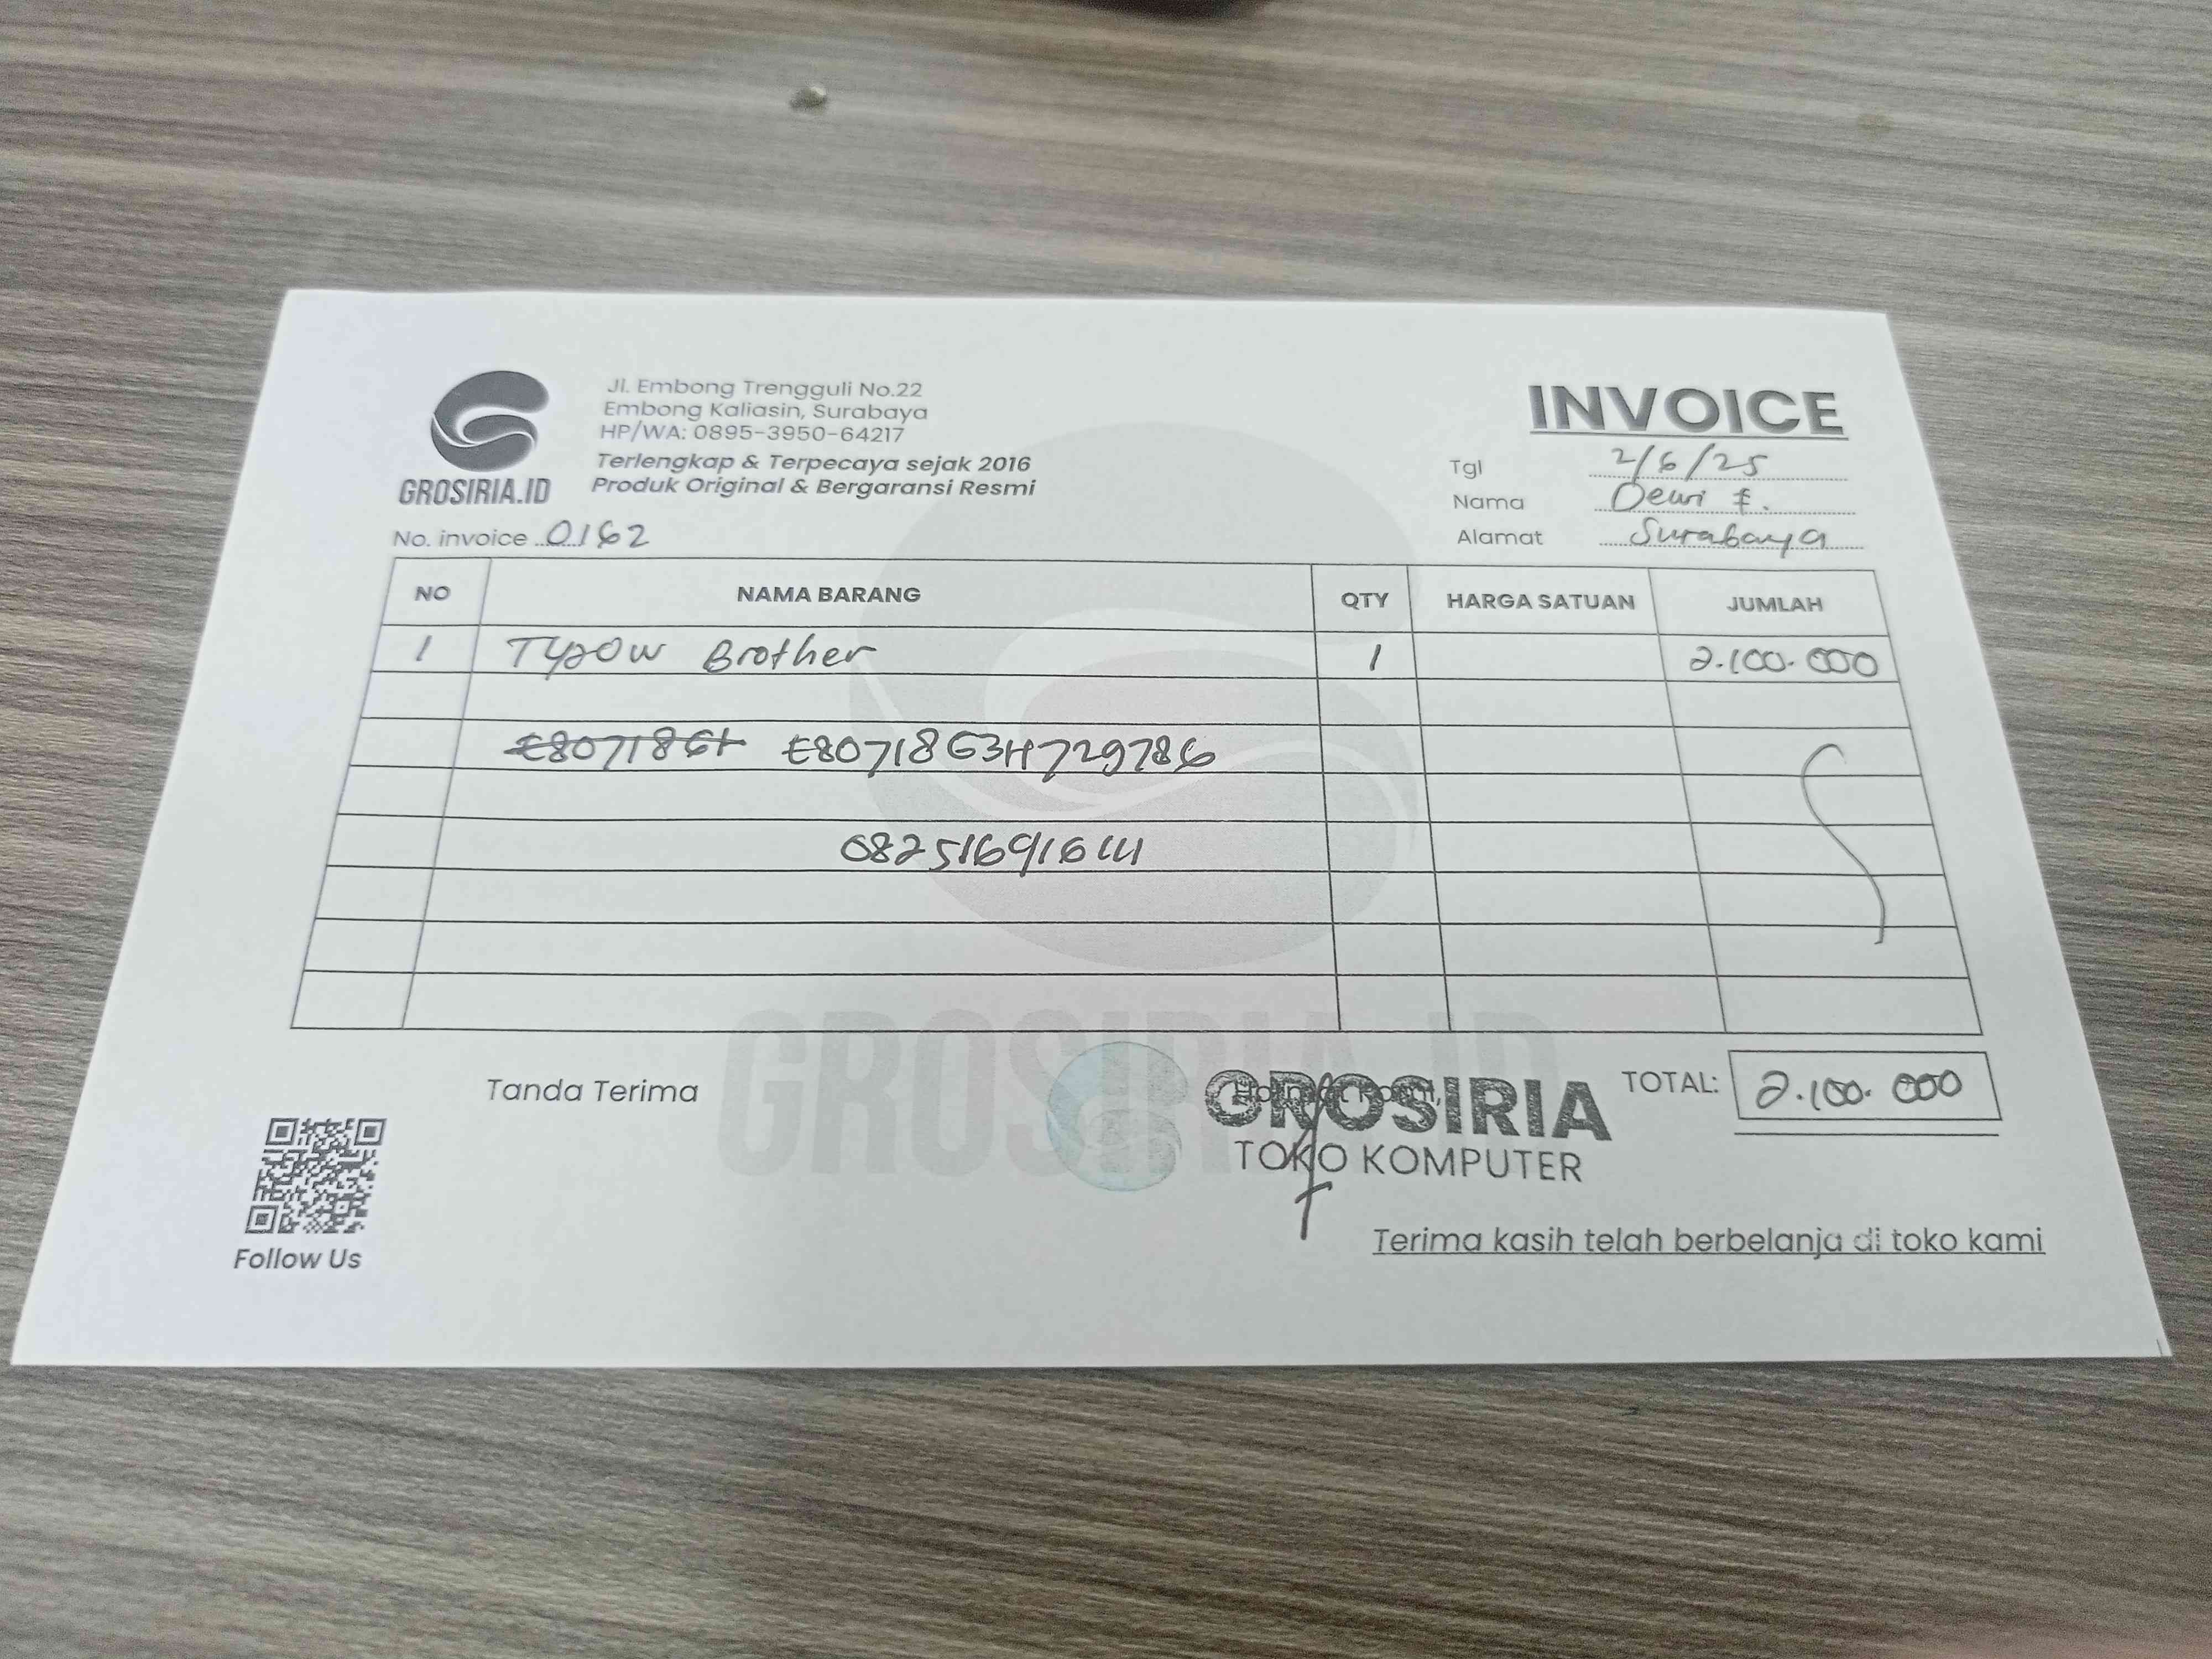 Jl. Embong Trengguli No.22
Embong Kaliasin, Surabaya
HP/WA: 0895-3950-64217
Terlengkap & Terpecaya sejak 2016
Produk Original & Bergaransi Resmi
GROSIRIA.ID
INVOICE
Tgl 2/6/25
Nama Dewi F.
Alamat Surabaya
No. invoice 0162
NO NAMA BARANG QTY HARGA SATUAN JUMLAH
1 T720W Brother 1 2.100.000
E807186H E80718G3H729786
GROSIRIA.ID
Tanda Terima
GROSIRIA
TOKO KOMPUTER
TOTAL: 2.100.000
Follow Us
Terima kasih telah berbelanja di toko kami